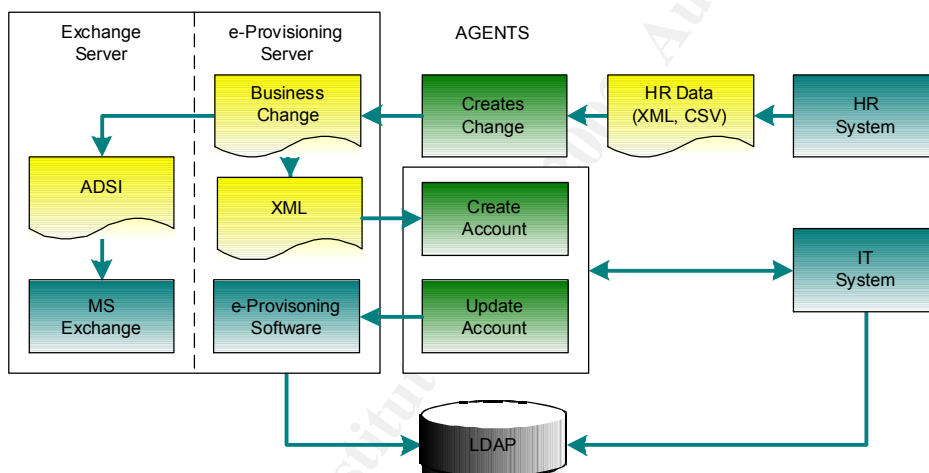 Exchange
Server
e-Provisioning
Server
AGENTS
Business
Change
Creates
Change
HR Data
(XML, CSV)
HR
System
ADSI
XML
Create
Account
IT
System
MS
Exchange
e-Provisoning
Software
Update
Account
LDAP